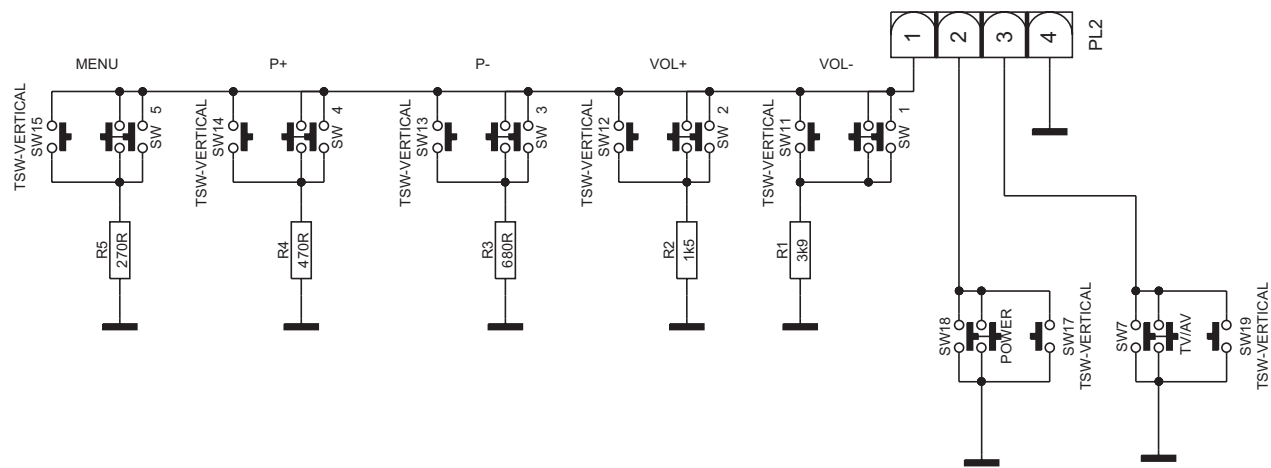 1
2
3
4
PL2
MENU
P+
P-
VOL+
VOL-
TSW-VERTICAL
SW15
SW 5
TSW-VERTICAL
SW14
SW 4
TSW-VERTICAL
SW13
SW 3
TSW-VERTICAL
SW12
SW 2
TSW-VERTICAL
SW11
SW 1
R5
270R
R4
470R
R3
680R
R2
1k5
R1
3k9
SW18
POWER
SW17
TSW-VERTICAL
SW7
TV/AV
SW19
TSW-VERTICAL